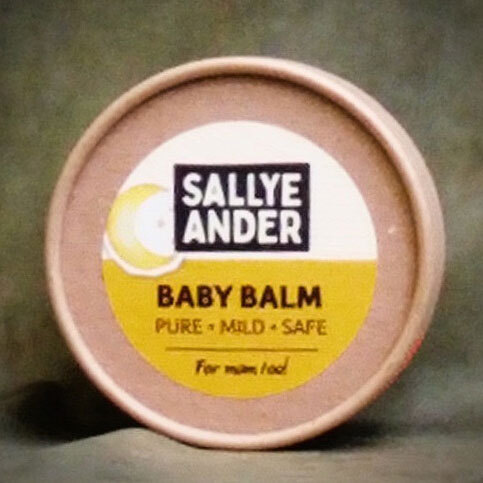 SALLYE
ANDER
BABY BALM
PURE • MILD • SAFE
For mom too!